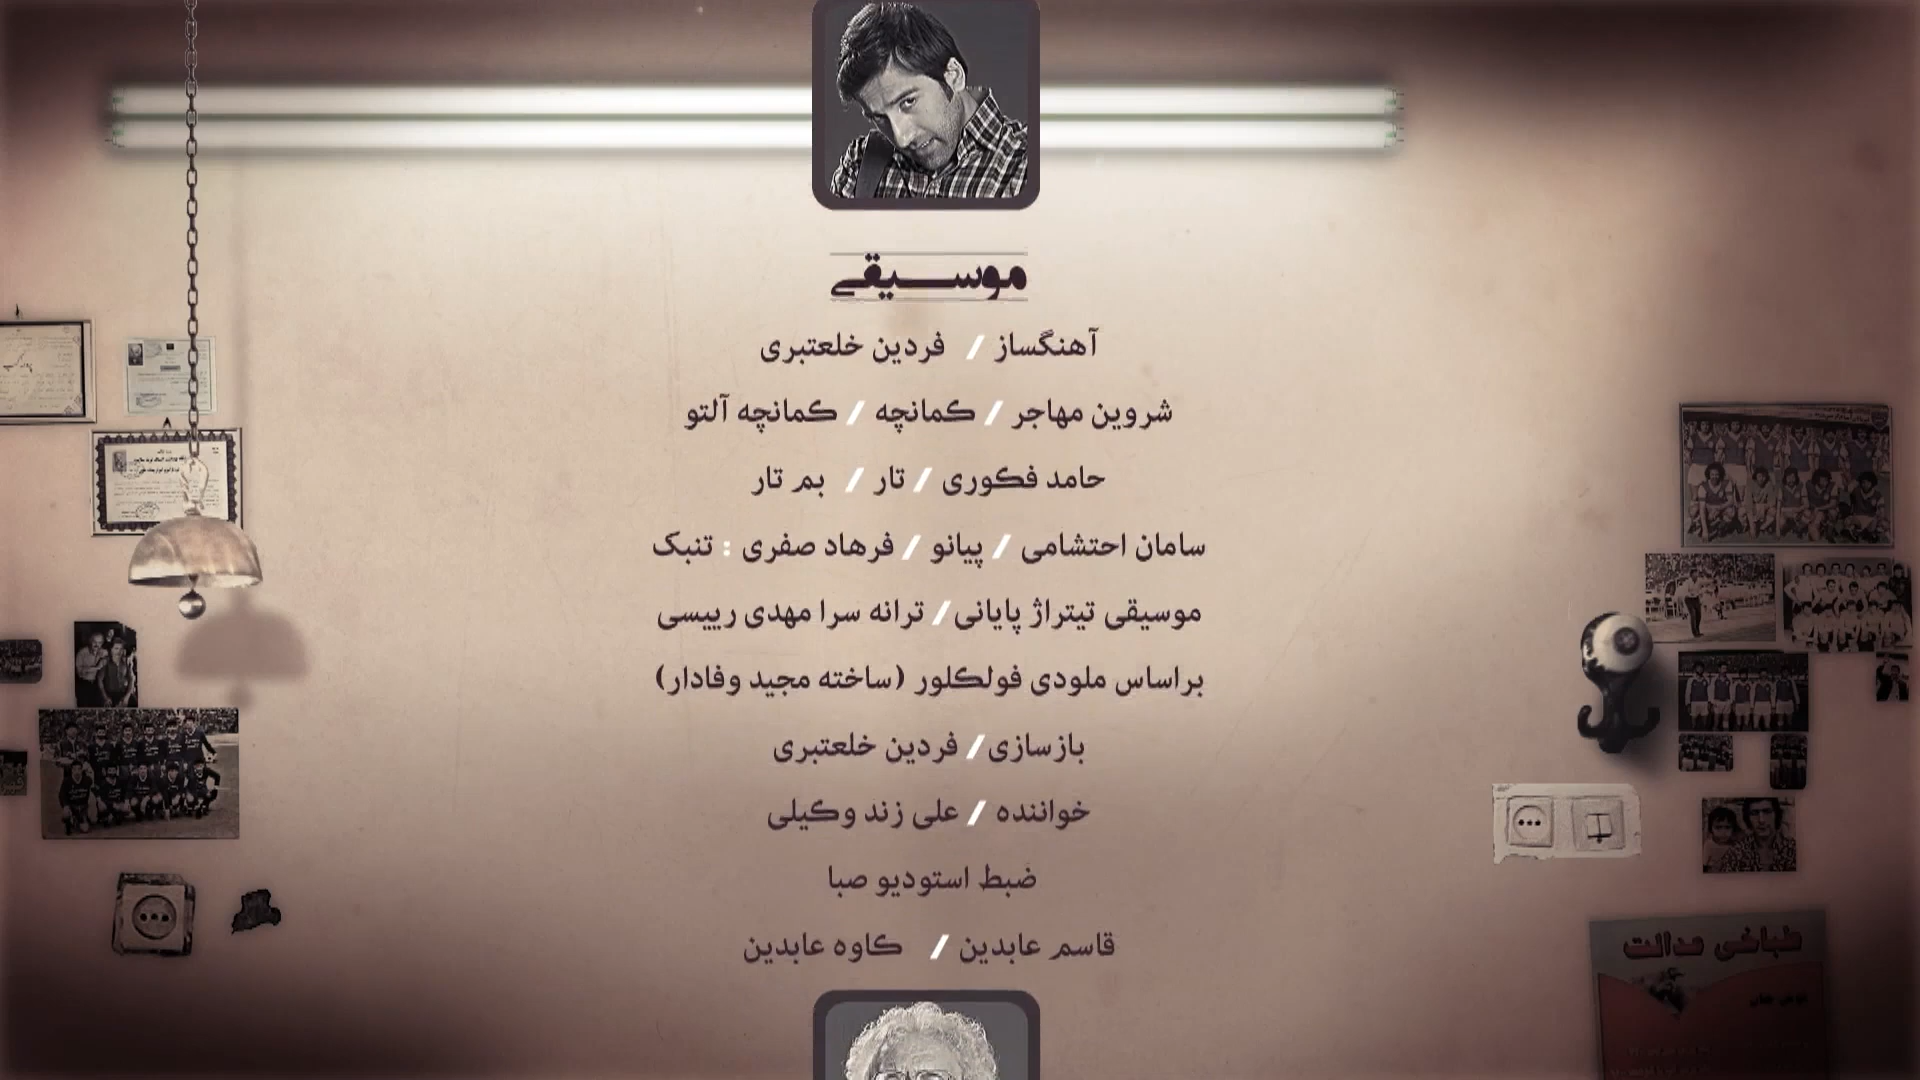 موسیقی
آهنگساز / فردین خلعتبری
شروین مهاجر / کمانچه / کمانچه آلتو
حامد فکوری / تار / بم تار
سامان احتشامی / پیانو / فرهاد صفری : تنبک
موسیقی تیتراژ پایانی / ترانه سرا مهدی رییسی
براساس ملودی فولکلور (ساخته مجید وفادار)
بازسازی / فردین خلعتبری
خواننده / علی زند وکیلی
ضبط استودیو صبا
قاسم عابدین / کاوه عابدین
طباخی عدالت